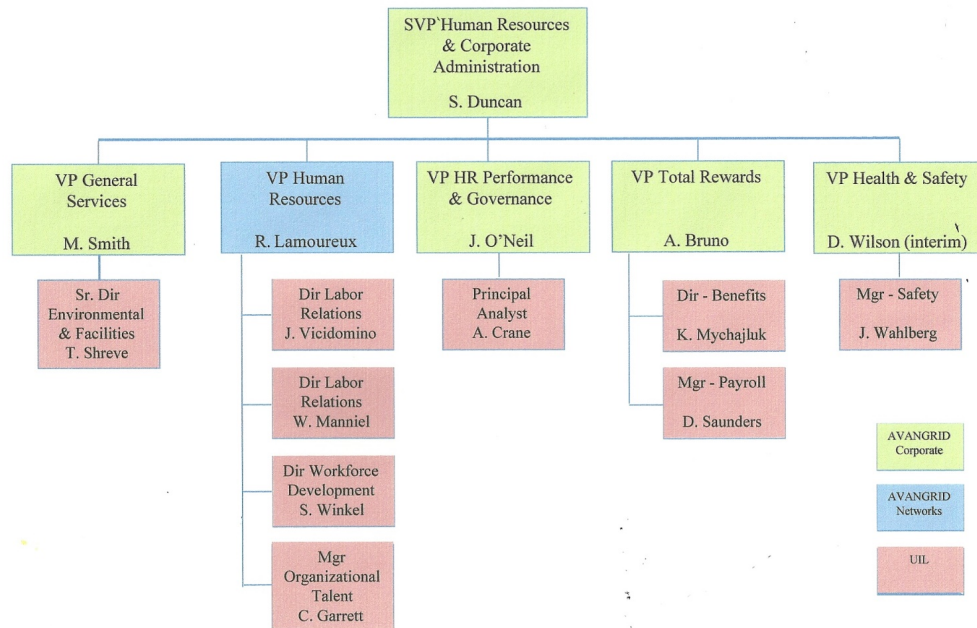 SVP Human Resources
& Corporate
Administration
S. Duncan
VP General
Services
M. Smith
VP Human
Resources
R. Lamoureux
VP HR Performance
& Governance
J. O'Neil
VP Total Rewards
A. Bruno
VP Health & Safety
D. Wilson (interim)
Sr. Dir
Environmental
& Facilities
T. Shreve
Dir Labor
Relations
J. Vicidomino
Principal
Analyst
A. Crane
Dir - Benefits
K. Mychajluk
Mgr - Safety
J. Wahlberg
Dir Labor
Relations
W. Manniel
Mgr - Payroll
D. Saunders
Dir Workforce
Development
S. Winkel
Mgr
Organizational
Talent
C. Garrett
AVANGRID
Corporate
AVANGRID
Networks
UIL